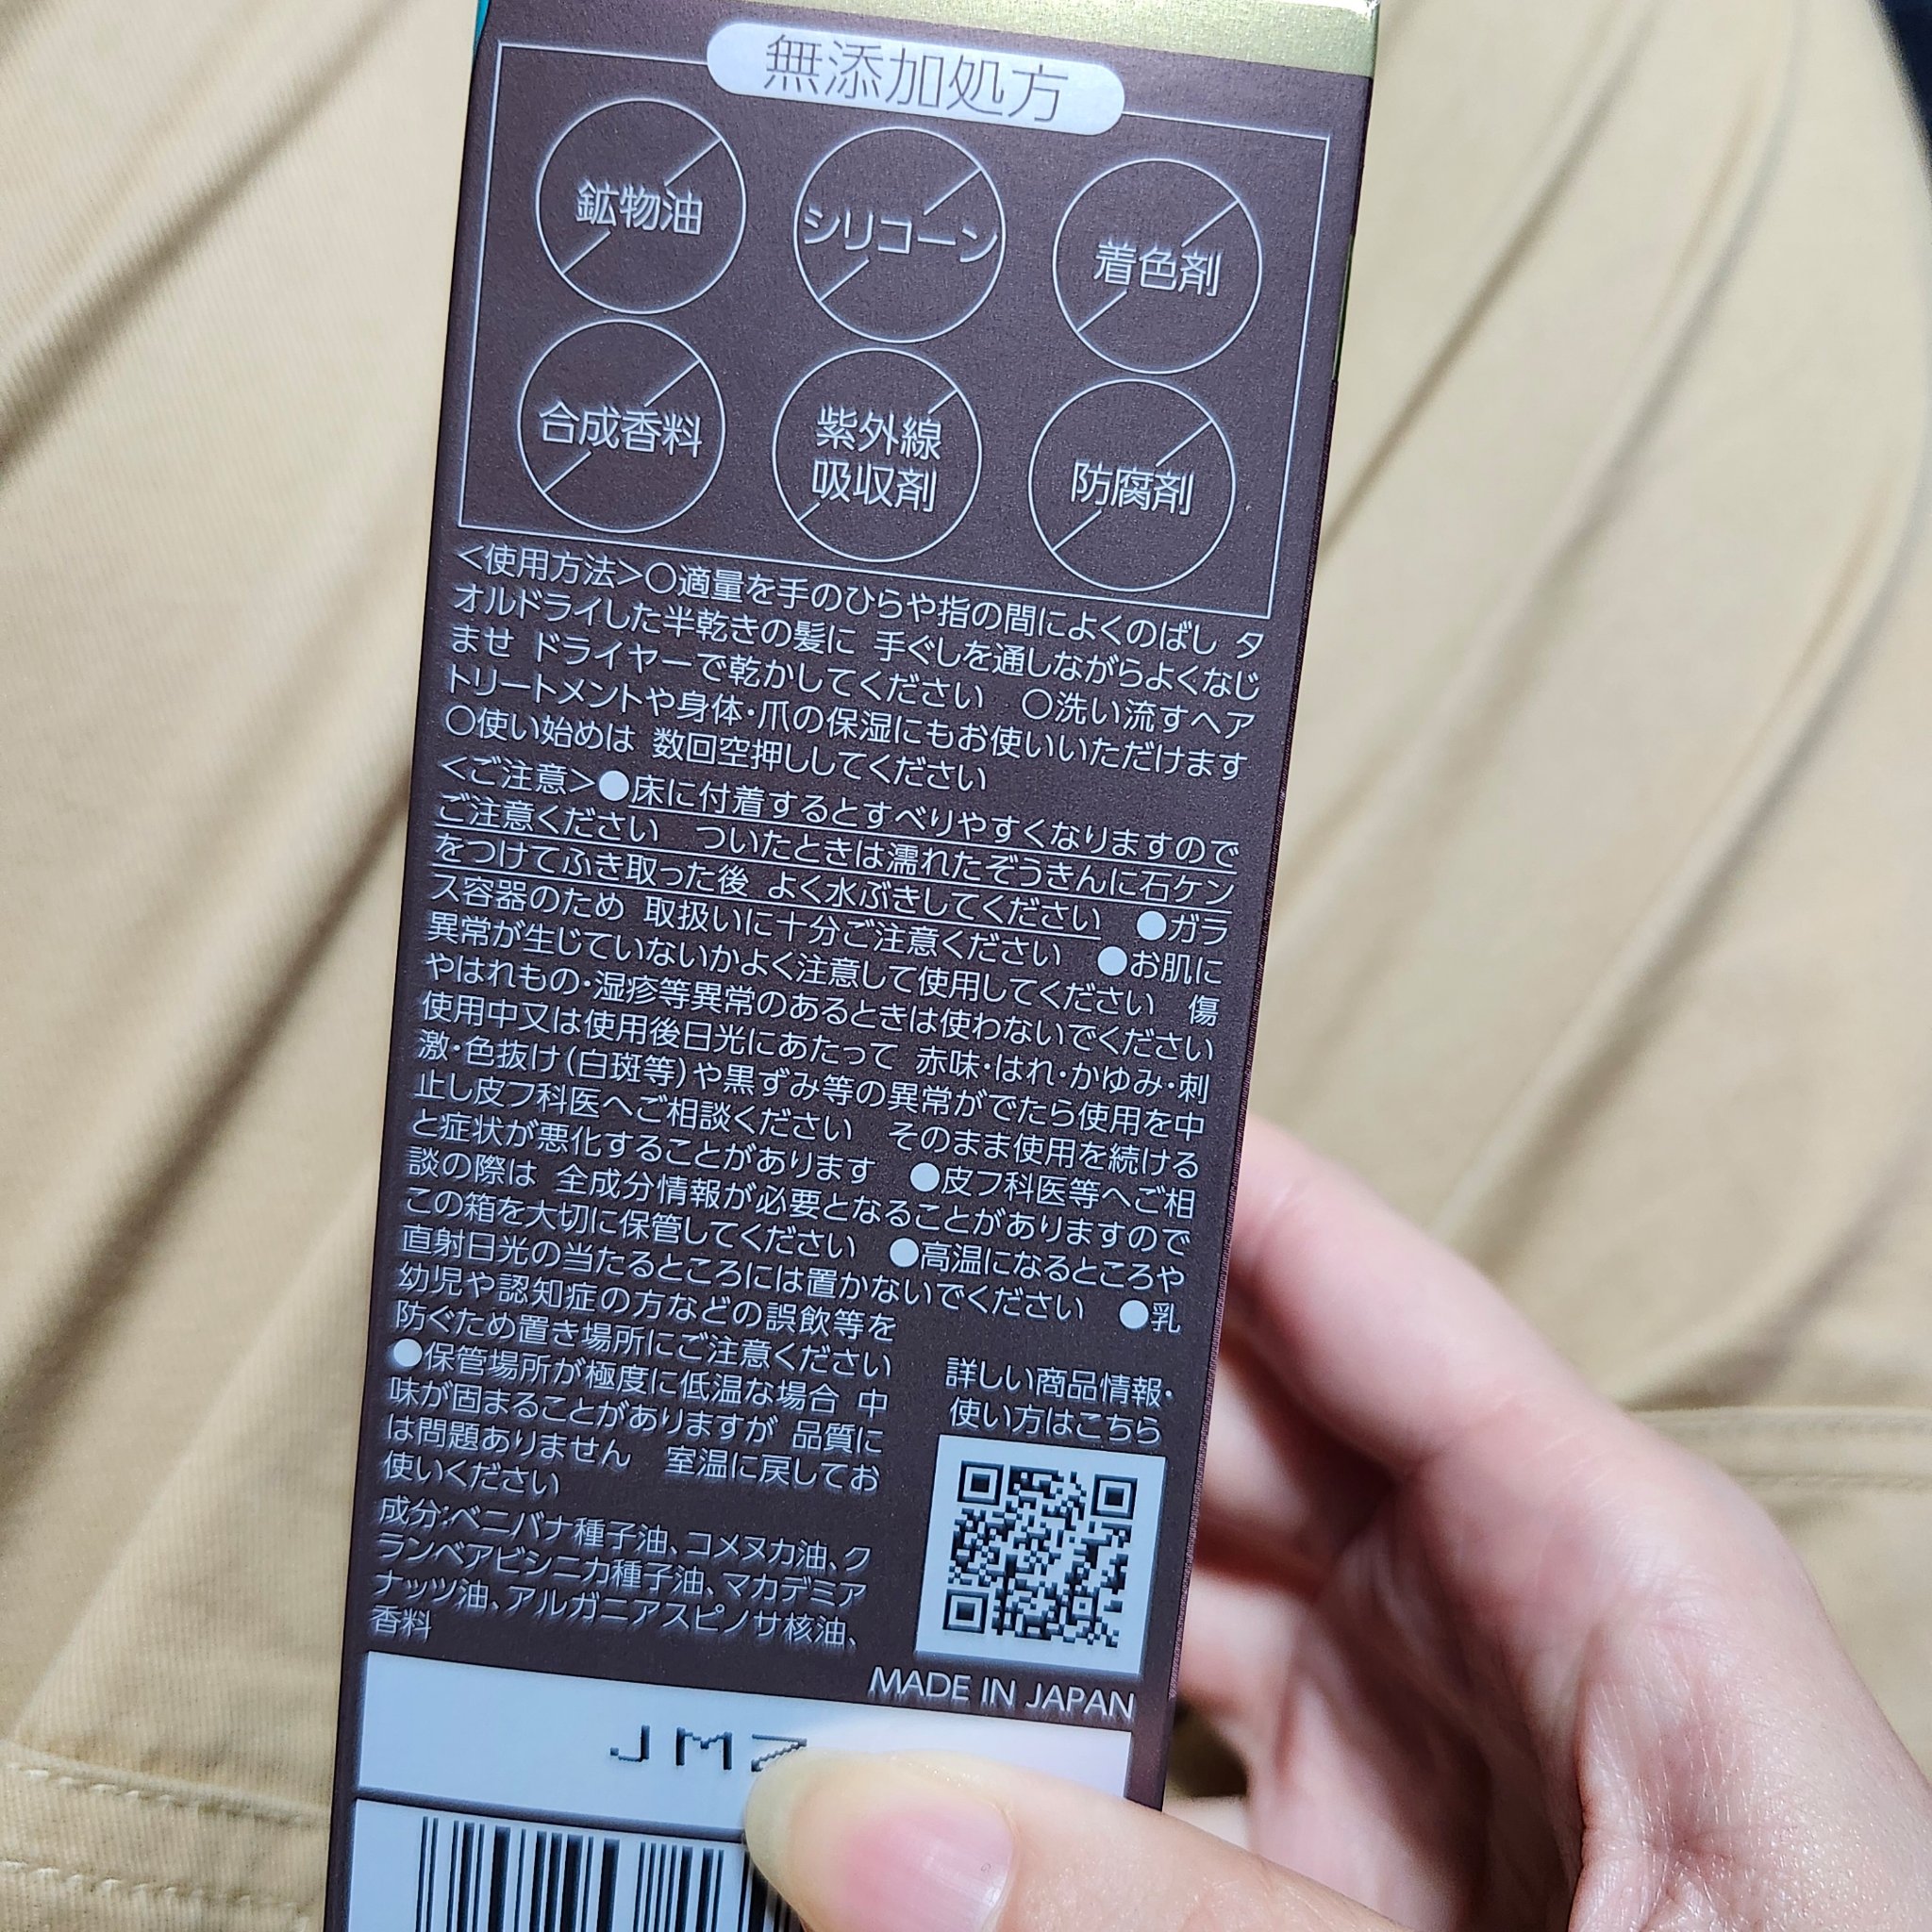 無添加処方
鉱物油
シリコーン
着色剤
合成香料
紫外線
吸収剤
防腐剤
<使用方法>○適量を手のひらや指の間によくのばし タ
オルドライした半乾きの髪に 手ぐしを通しながらよくなじ
ませ ドライヤーで乾かしてください ○洗い流すヘア
トリートメントや身体・爪の保湿にもお使いいただけます
○使い始めは 数回空押ししてください
<ご注意>●床に付着するとすべりやすくなりますので
ご注意ください ついたときは濡れたぞうきんに石ケン
をつけてふき取った後 よく水ぶきしてください ●ガラ
ス容器のため 取扱いに十分ご注意ください ●お肌に
異常が生じていないかよく注意して使用してください 傷
やはれもの・湿疹等異常のあるときは使わないでください
使用中又は使用後日光にあたって 赤味・はれ・かゆみ・刺
激・色抜け(白斑等)や黒ずみ等の異常がでたら使用を中
止し皮フ科医へご相談ください そのまま使用を続ける
と症状が悪化することがあります ●皮フ科医等へご相
談の際は 全成分情報が必要となることがありますので
この箱を大切に保管してください ●高温になるところや
直射日光の当たるところには置かないでください ●乳
幼児や認知症の方などの誤飲等を
防ぐため置き場所にご注意ください
●保管場所が極度に低温な場合 中
味が固まることがありますが 品質に
は問題ありません 室温に戻してお
使いください
成分:ベニバナ種子油、コメヌカ油、ク
ランベアビシニカ種子油、マカデミア
ナッツ油、アルガニアスピノサ核油、
香料
詳しい商品情報・
使い方はこちら
MADE IN JAPAN
JMZ